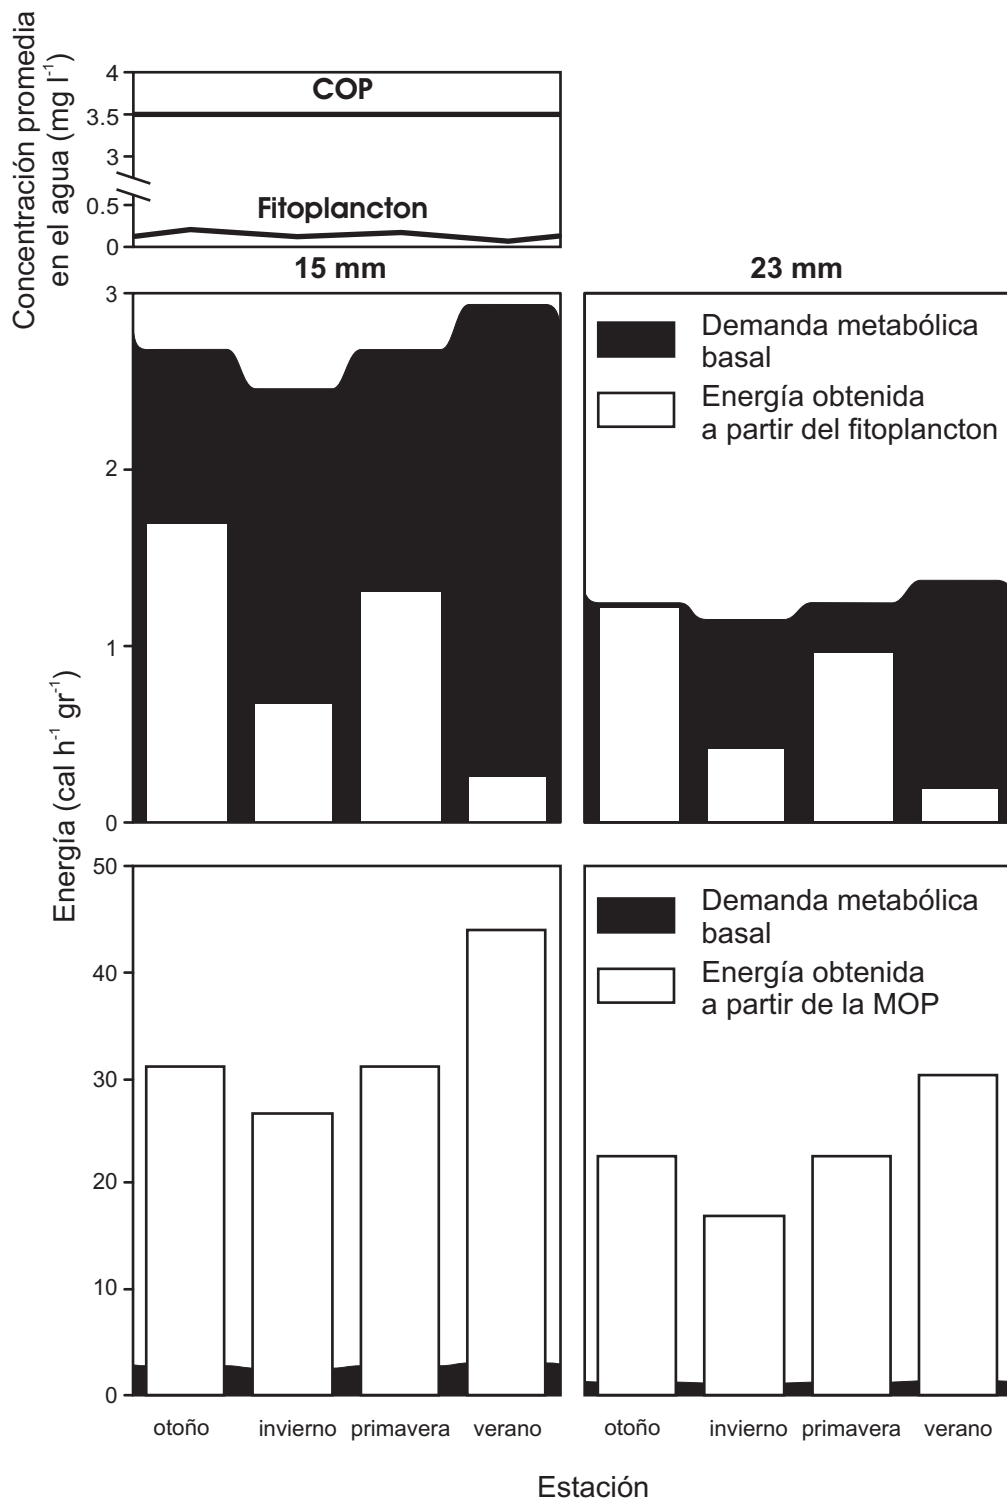 Concentración promedia
en el agua (mg l-1)
4
3.5
3
0.5
0
COP
Fitoplancton
15 mm
23 mm
3
2
1
0
Demanda metabólica
basal
Energía obtenida
a partir del fitoplancton
Energía (cal h-1 gr-1)
50
40
30
20
10
0
Demanda metabólica
basal
Energía obtenida
a partir de la MOP
otoño invierno primavera verano
otoño invierno primavera verano
Estación